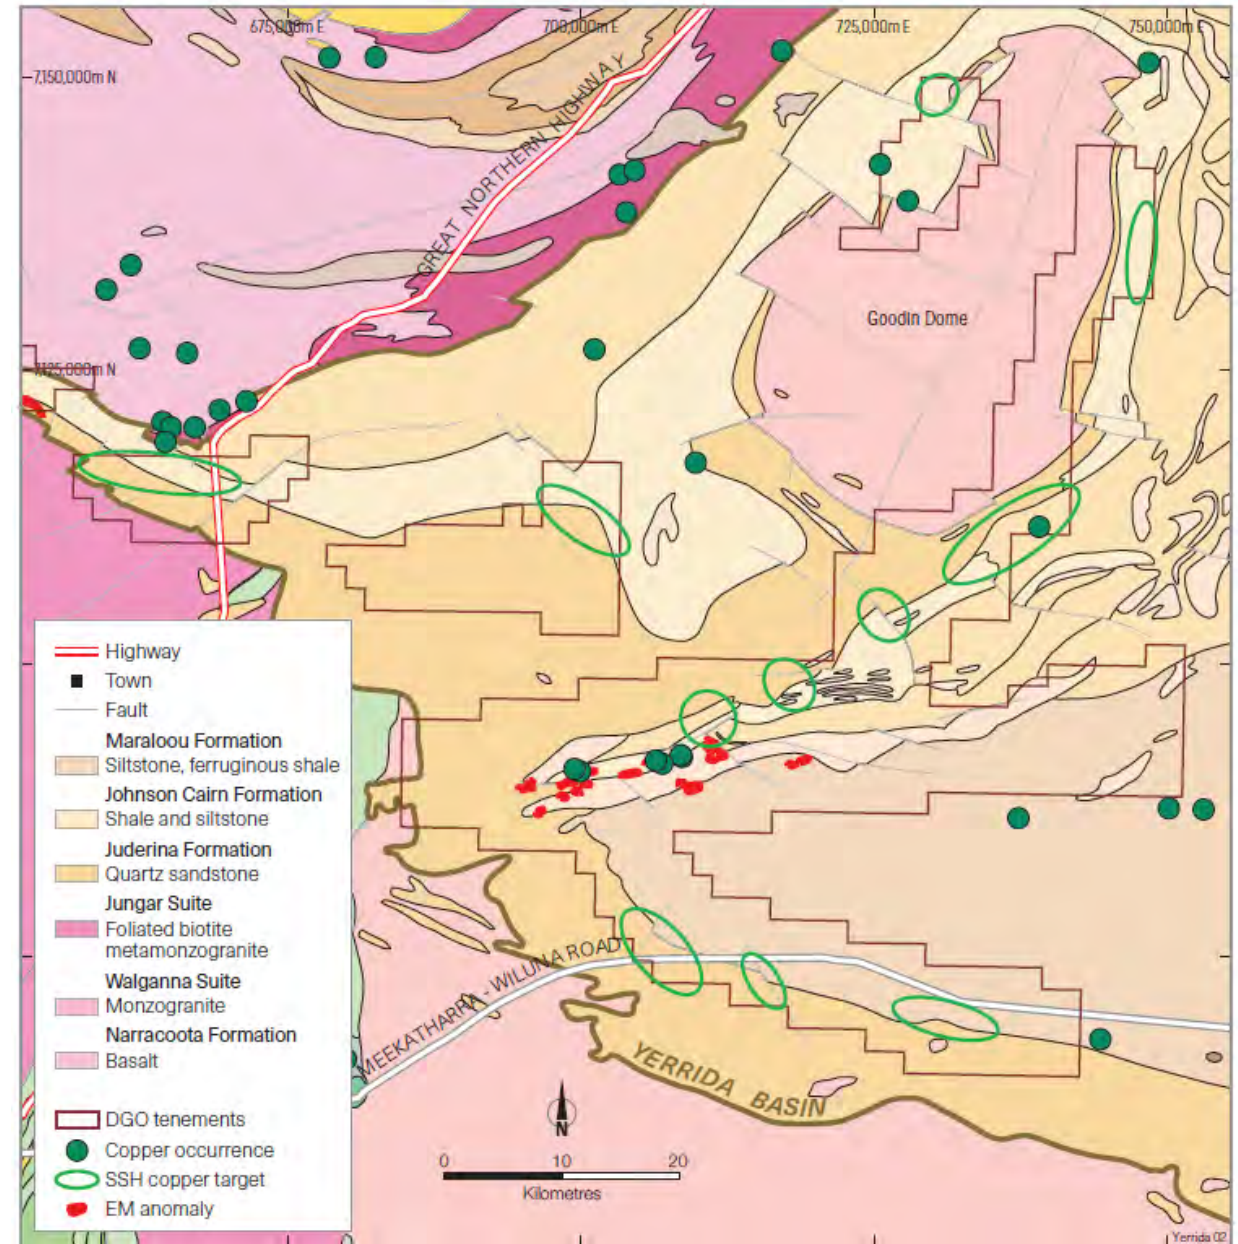 675,000m E
700,000m E
725,000m E
750,000m E
7,150,000m N
GREAT NORTHERN HIGHWAY
Goodin Dome
7,125,000m N
Highway
Town
Fault
Maraloou Formation
Siltstone, ferruginous shale
Johnson Cairn Formation
Shale and siltstone
Juderina Formation
Quartz sandstone
Jungar Suite
Foliated biotite
metamonzogranite
Walganna Suite
Monzogranite
Narracoota Formation
Basalt
DGO tenements
Copper occurrence
SSH copper target
EM anomaly
MEEKATHARRA - WILUNA ROAD
YERRIDA BASIN
N
0 10 20
Kilometres
Yerrida 02